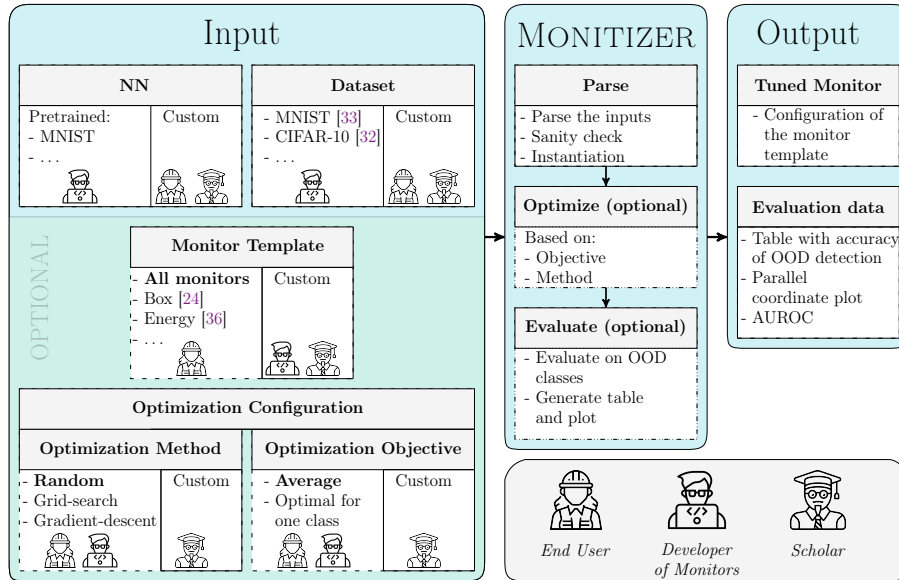 Input
NN
Pretrained:
- MNIST
- ...
Custom
Dataset
- MNIST [33]
- CIFAR-10 [32]
- ...
Custom
OPTIONAL
Monitor Template
- All monitors
- Box [24]
- Energy [36]
- ...
Custom
Optimization Configuration
Optimization Method
- Random
- Grid-search
- Gradient-descent
Custom
Optimization Objective
- Average
- Optimal for
one class
Custom
MONITIZER
Parse
- Parse the inputs
- Sanity check
- Instantiation
Optimize (optional)
Based on:
- Objective
- Method
Evaluate (optional)
- Evaluate on OOD
classes
- Generate table
and plot
Output
Tuned Monitor
- Configuration of
the monitor
template
Evaluation data
- Table with accuracy
of OOD detection
- Parallel
coordinate plot
- AUROC
End User
Developer
of Monitors
Scholar